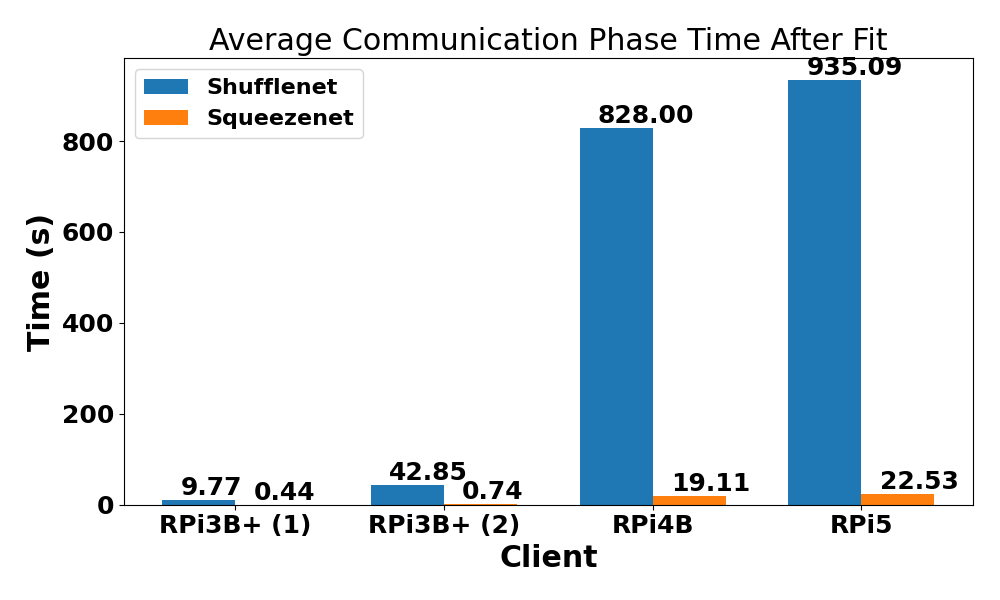 Average Communication Phase Time After Fit
Shufflenet
Squeezenet
Time (s)
800
600
400
200
0
9.77
0.44
42.85
0.74
828.00
19.11
935.09
22.53
RPi3B+ (1)
RPi3B+ (2)
RPi4B
RPi5
Client